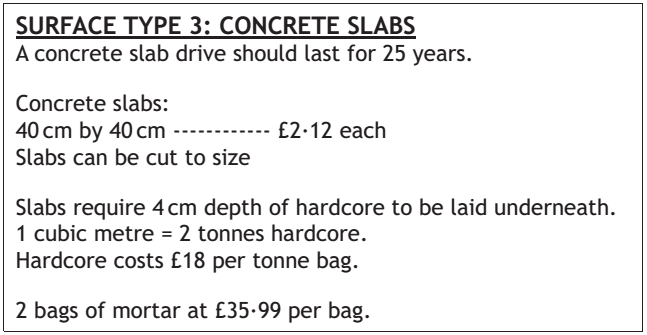 SURFACE TYPE 3: CONCRETE SLABS
A concrete slab drive should last for 25 years.
Concrete slabs:
40 cm by 40 cm ------------ £2·12 each
Slabs can be cut to size
Slabs require 4 cm depth of hardcore to be laid underneath.
1 cubic metre = 2 tonnes hardcore.
Hardcore costs £18 per tonne bag.
2 bags of mortar at £35·99 per bag.